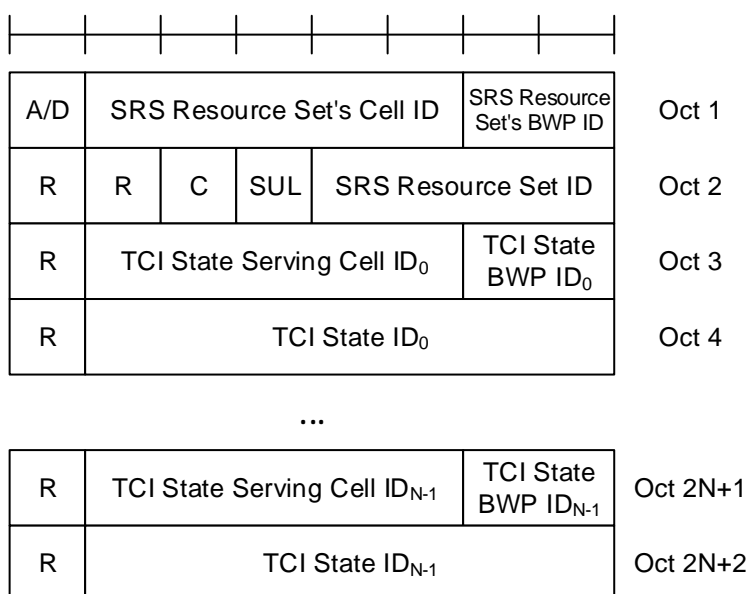 A/D SRS Resource Set's Cell ID SRS Resource Set's BWP ID Oct 1
R R C SUL SRS Resource Set ID Oct 2
R TCI State Serving Cell ID0 TCI State BWP ID0 Oct 3
R TCI State ID0 Oct 4
...
R TCI State Serving Cell IDN-1 TCI State BWP IDN-1 Oct 2N+1
R TCI State IDN-1 Oct 2N+2